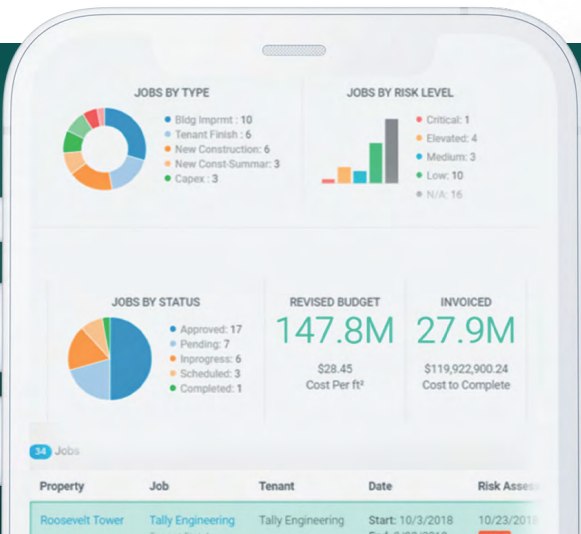 JOBS BY TYPE
Bldg Imprmt : 10
Tenant Finish : 6
New Construction: 6
New Const-Summar: 3
Capex : 3
JOBS BY RISK LEVEL
Critical: 1
Elevated: 4
Medium: 3
Low: 10
N/A: 16
JOBS BY STATUS
Approved: 17
Pending: 7
Inprogress: 6
Scheduled: 3
Completed: 1
REVISED BUDGET
147.8M
$28.45
Cost Per ft²
INVOICED
27.9M
$119,922,900.24
Cost to Complete
34 Jobs
Property Job Tenant Date Risk Assess
Roosevelt Tower Tally Engineering Tally Engineering Start: 10/3/2018 10/23/2018